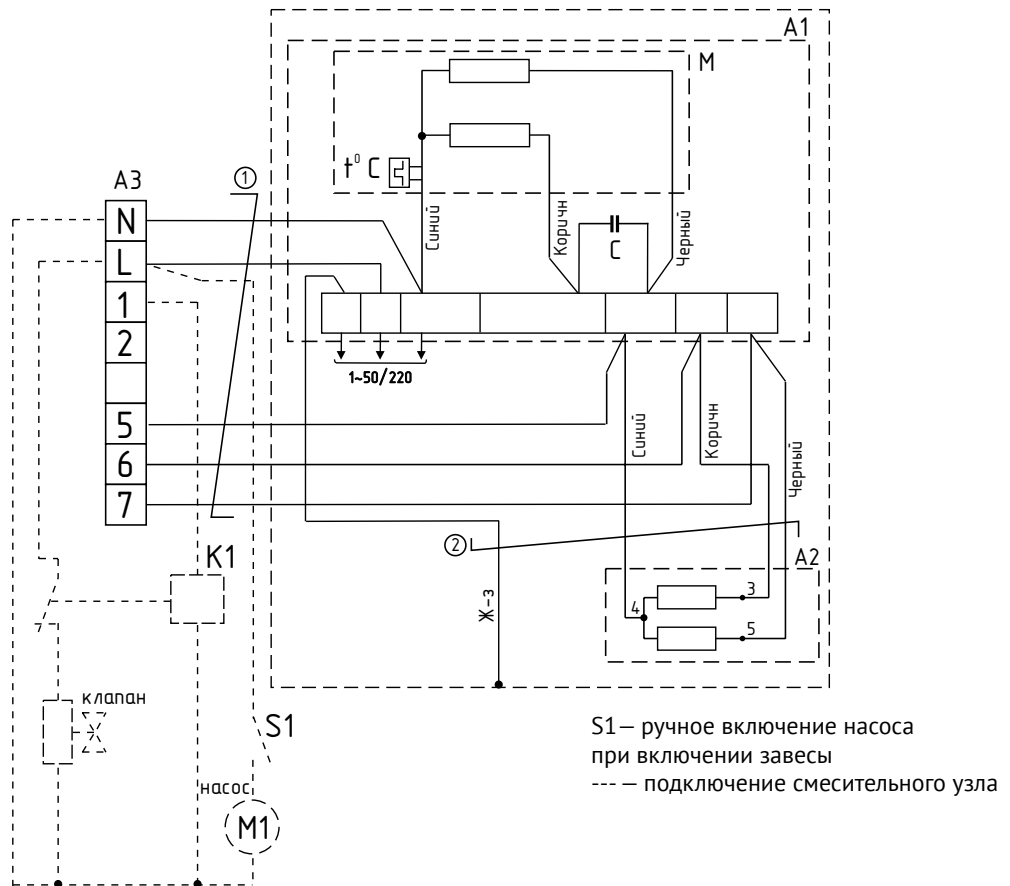 A1
M
t° C
A3
1
N
L
1
2
5
6
7
Синий
Коричн
C
Черный
1~50/220
Синий
Коричн
Черный
2
A2
K1
Ж-з
3
4
5
клапан
S1
насос
M1
S1— ручное включение насоса
при включении завесы
--- — подключение смесительного узла